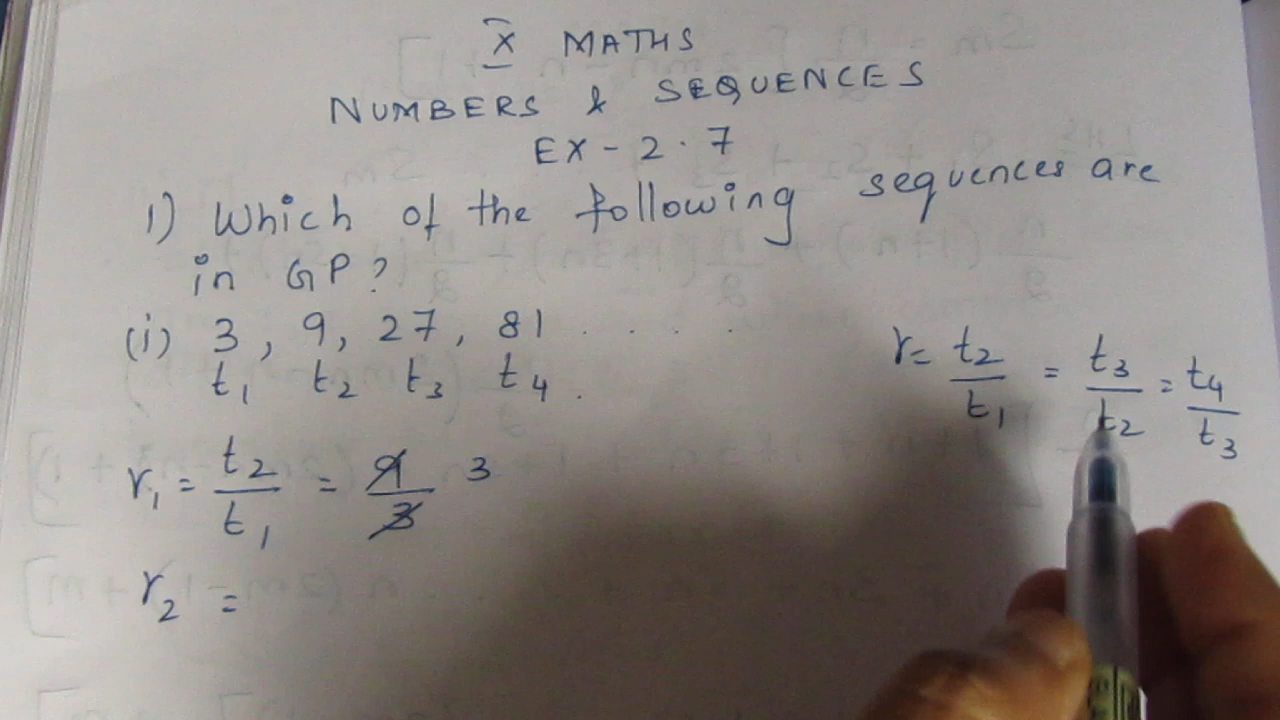 X MATHS
NUMBERS & SEQUENCES
EX - 2.7
1) Which of the following sequences are
in GP?
(i) 3, 9, 27, 81 . . . .
t1 t2 t3 t4 .
r = t2/t1 = t3/t2 = t4/t3
r1 = t2/t1 = 9/3 3
r2 =